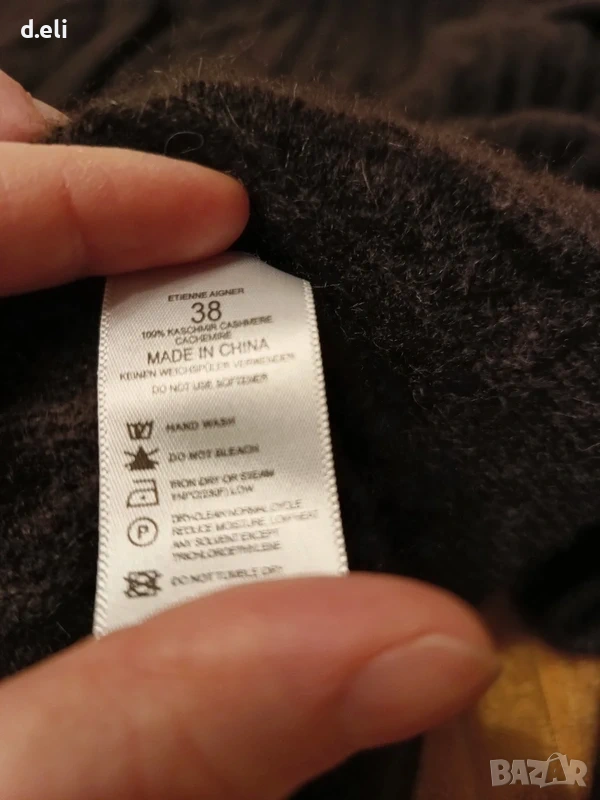 d.eli
ETIENNE AIGNER
38
100% KASCHMIR CASHMERE
CACHEMIRE
MADE IN CHINA
KEINEN WEICHSPÜLER VERWENDEN
DO NOT USE SOFTENER
HAND WASH
DO NOT BLEACH
IRON DRY OR STEAM
LOW
P
DRY-CLEAN NORMAL CYCLE
REDUCE MOISTURE, LOW HEAT
ANY SOLVENT EXCEPT
TRICHLOROETHYLENE
DO NOT TUMBLE DRY
BAZAR